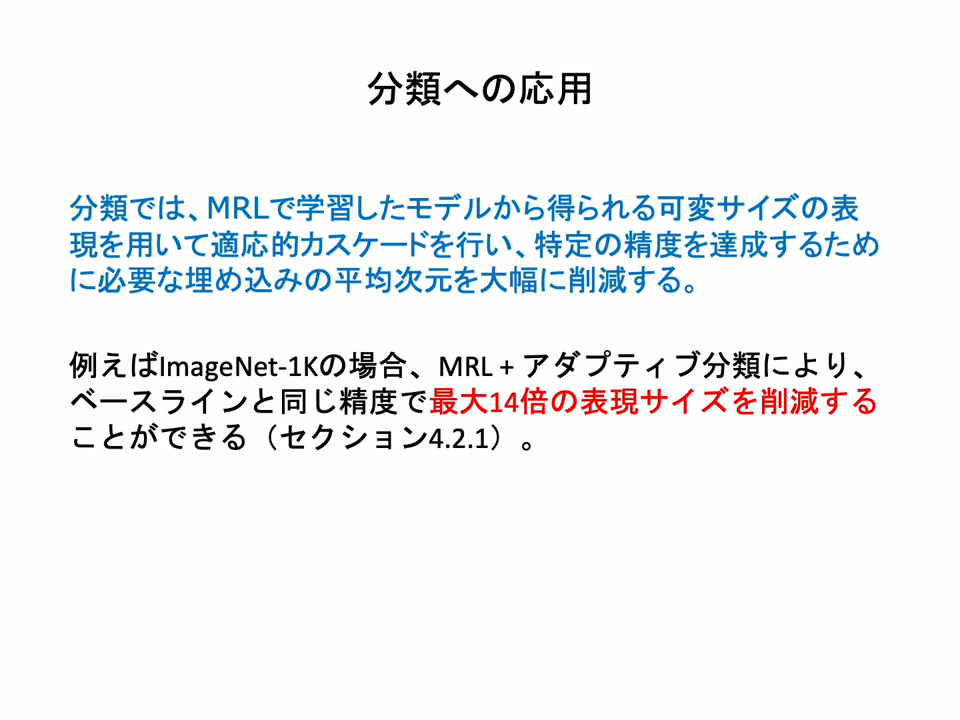 分類への応用
分類では、MRLで学習したモデルから得られる可変サイズの表
現を用いて適応的カスケードを行い、特定の精度を達成するため
に必要な埋め込みの平均次元を大幅に削減する。
例えばImageNet-1Kの場合、MRL + アダプティブ分類により、
ベースラインと同じ精度で最大14倍の表現サイズを削減する
ことができる（セクション4.2.1）。